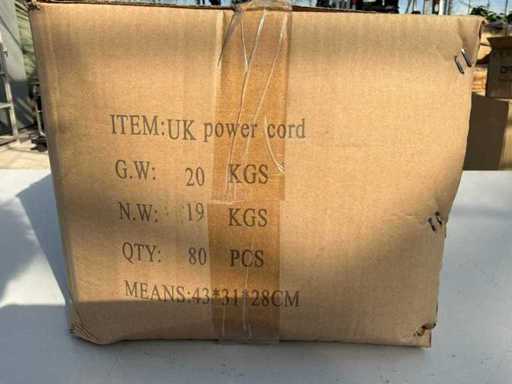 ITEM:UK power cord
G.W: 20 KGS
N.W: 19 KGS
QTY: 80 PCS
MEANS:43*31*28CM